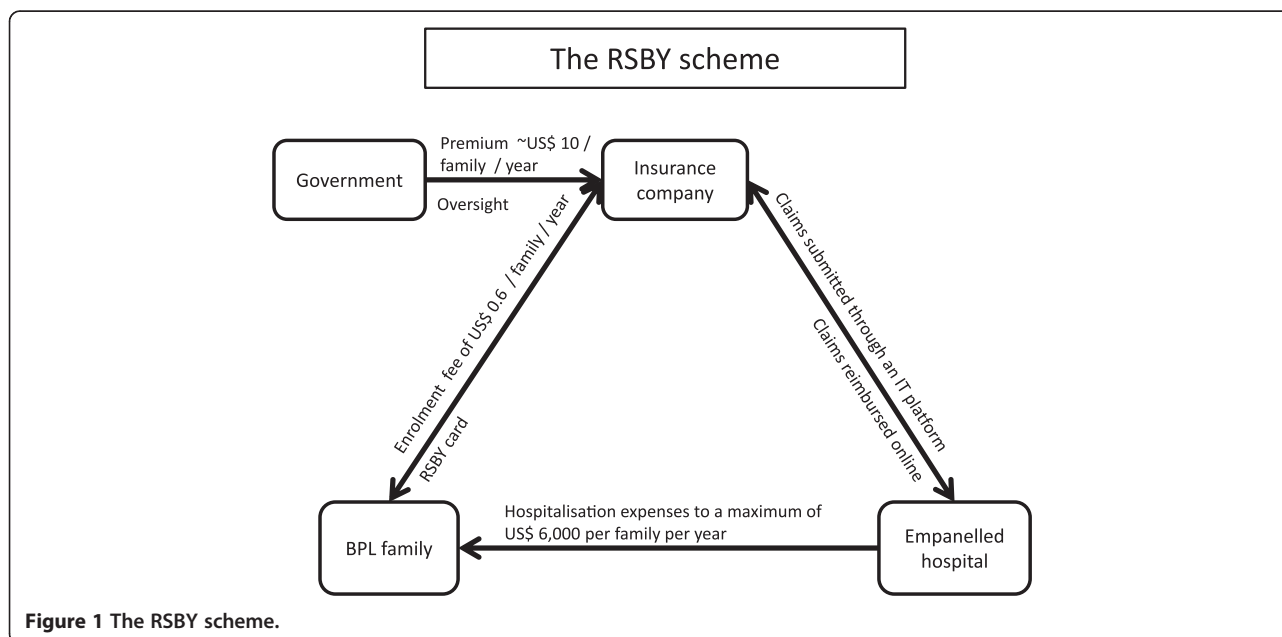 The RSBY scheme
Premium ~US$ 10 /
family / year
Government
Oversight
Insurance
company
Enrolment fee of US$ 0.6 / family / year
RSBY card
Claims submitted through an IT platform
Claims reimbursed online
Hospitalisation expenses to a maximum of
US$ 6,000 per family per year
BPL family
Empanelled
hospital
Figure 1 The RSBY scheme.